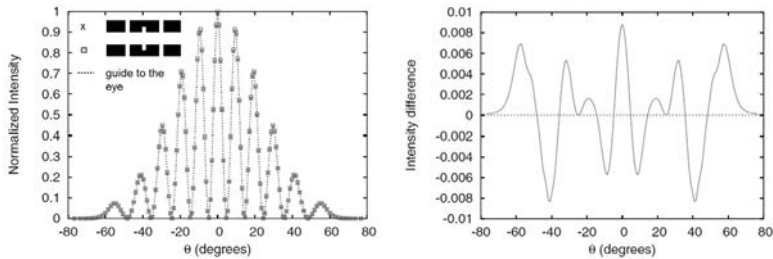 x
guide to the
eye
Normalized Intensity
1
0.9
0.8
0.7
0.6
0.5
0.4
0.3
0.2
0.1
0
-80 -60 -40 -20 0 20 40 60 80
θ (degrees)
Intensity difference
0.01
0.008
0.006
0.004
0.002
0
-0.002
-0.004
-0.006
-0.008
-0.01
-80 -60 -40 -20 0 20 40 60 80
θ (degrees)